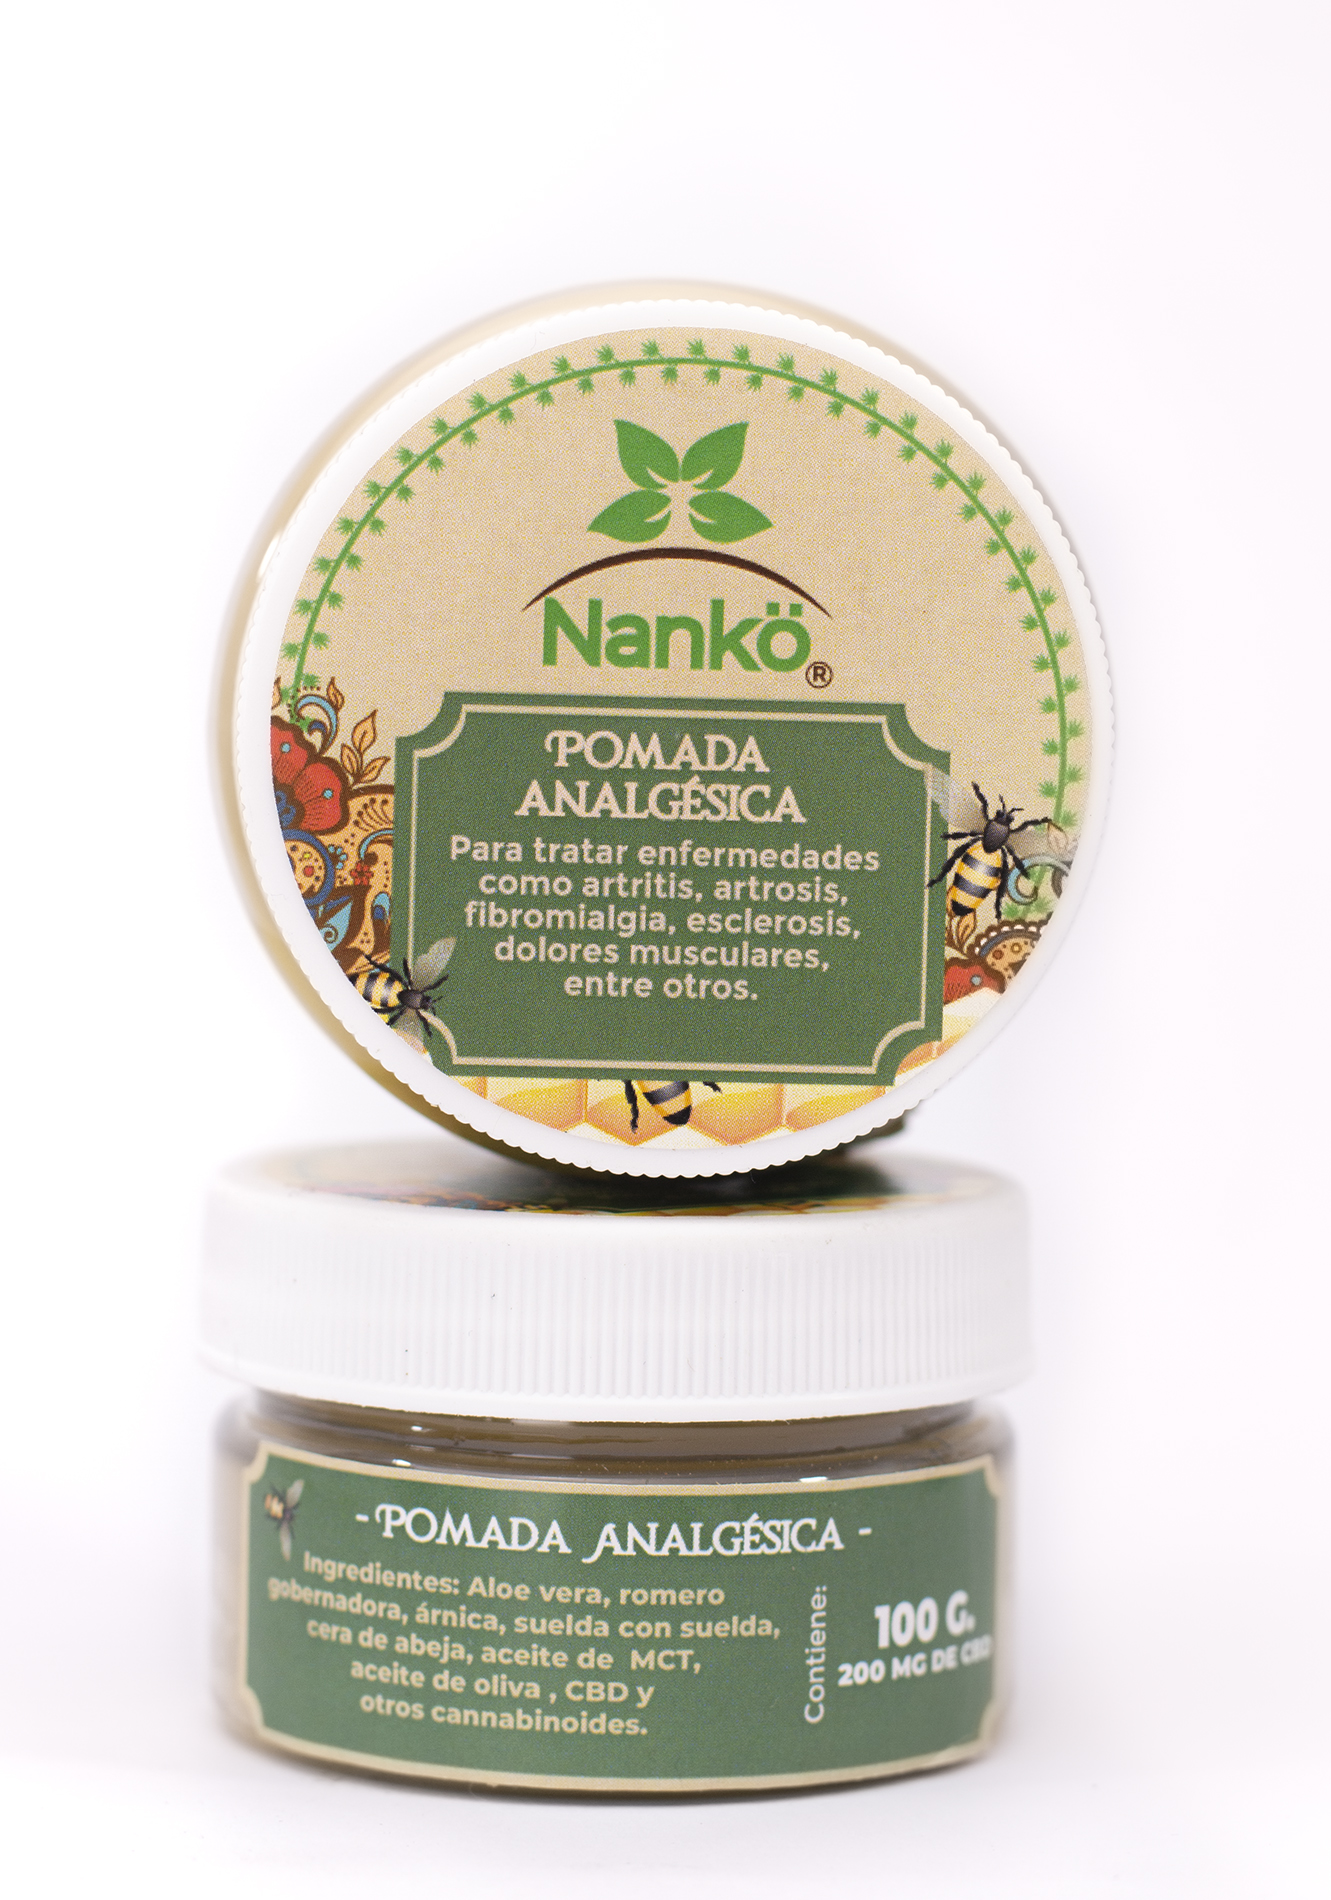 Nankö®
POMADA
ANALGÉSICA
Para tratar enfermedades
como artritis, artrosis,
fibromialgia, esclerosis,
dolores musculares,
entre otros.
- POMADA ANALGÉSICA -
Ingredientes: Aloe vera, romero
gobernadora, árnica, suelda con suelda,
cera de abeja, aceite de MCT,
aceite de oliva , CBD y
otros cannabinoides.
Contiene:
100 G.
200 MG DE CBD